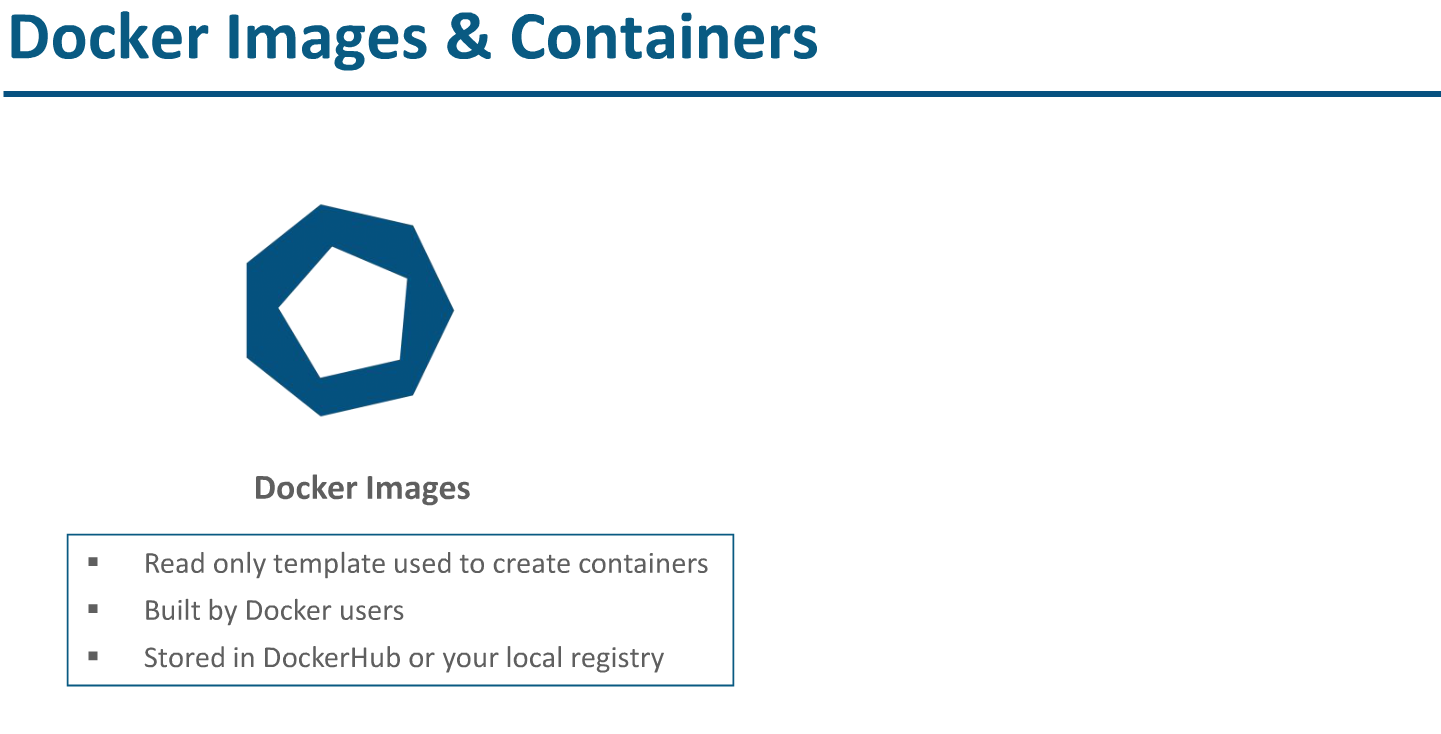 Docker Images & Containers
Docker Images
▪ Read only template used to create containers
▪ Built by Docker users
▪ Stored in DockerHub or your local registry